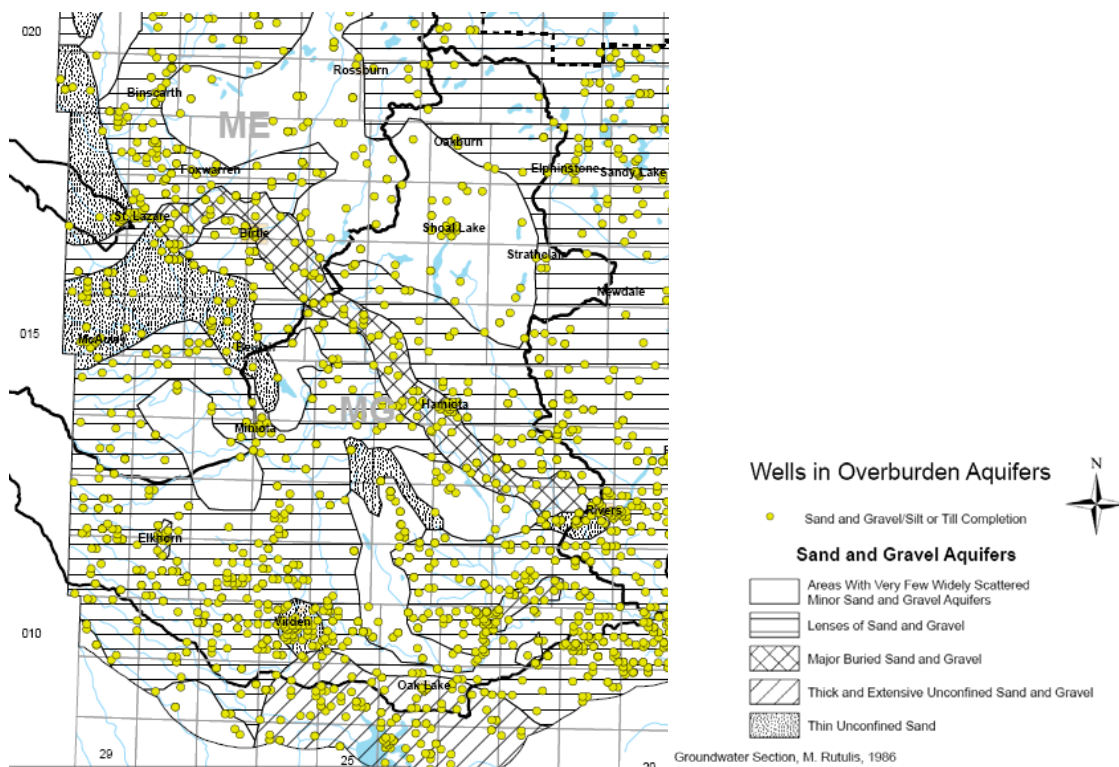 020
Rossburn
Binscarth
ME
Oakburn
Foxwarren
Elphinstone
Sandy Lake
St. Lazare
Birtle
Shoal Lake
Strathclair
Newdale
015
McAuley
MG
Hamiota
Miniota
Rivers
Elkhorn
010
Virden
Oak Lake
29
25
Wells in Overburden Aquifers
N
Sand and Gravel/Silt or Till Completion
Sand and Gravel Aquifers
Areas With Very Few Widely Scattered
Minor Sand and Gravel Aquifers
Lenses of Sand and Gravel
Major Buried Sand and Gravel
Thick and Extensive Unconfined Sand and Gravel
Thin Unconfined Sand
Groundwater Section, M. Rutulis, 1986